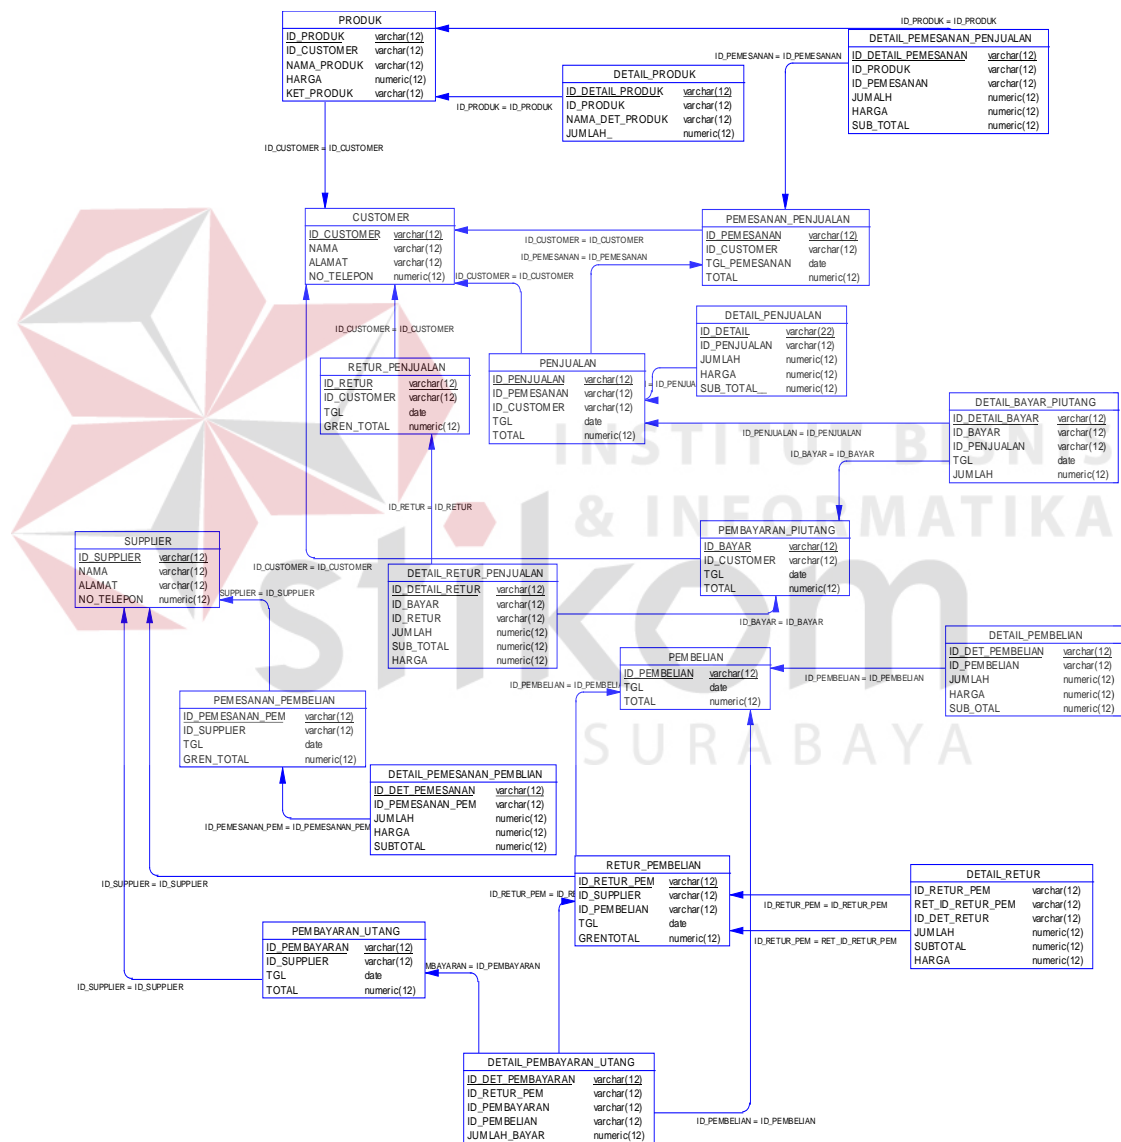 PRODUK
ID_PRODUK varchar(12)
ID_CUSTOMER varchar(12)
NAMA_PRODUK varchar(12)
HARGA numeric(12)
KET_PRODUK varchar(12)
ID_PRODUK = ID_PRODUK
DETAIL_PEMESANAN_PENJUALAN
ID_DETAIL_PEMESANAN varchar(12)
ID_PRODUK varchar(12)
ID_PEMESANAN varchar(12)
JUMALH numeric(12)
HARGA numeric(12)
SUB_TOTAL numeric(12)
ID_PEMESANAN = ID_PEMESANAN
DETAIL_PRODUK
ID_DETAIL_PRODUK varchar(12)
ID_PRODUK varchar(12)
NAMA_DET_PRODUK varchar(12)
JUMLAH_ numeric(12)
ID_PRODUK = ID_PRODUK
ID_CUSTOMER = ID_CUSTOMER
CUSTOMER
ID_CUSTOMER varchar(12)
NAMA varchar(12)
ALAMAT varchar(12)
NO_TELEPON numeric(12)
PEMESANAN_PENJUALAN
ID_PEMESANAN varchar(12)
ID_CUSTOMER varchar(12)
TGL_PEMESANAN date
TOTAL numeric(12)
ID_CUSTOMER = ID_CUSTOMER
ID_PEMESANAN = ID_PEMESANAN
ID_CUSTOMER = ID_CUSTOMER
DETAIL_PENJUALAN
ID_DETAIL varchar(22)
ID_PENJUALAN varchar(12)
JUMLAH numeric(12)
HARGA numeric(12)
SUB_TOTAL__ numeric(12)
ID_CUSTOMER = ID_CUSTOMER
RETUR_PENJUALAN
ID_RETUR varchar(12)
ID_CUSTOMER varchar(12)
TGL date
GREN_TOTAL numeric(12)
PENJUALAN
ID_PENJUALAN varchar(12)
ID_PEMESANAN varchar(12)
ID_CUSTOMER varchar(12)
TGL date
TOTAL numeric(12)
= ID_PENJUA
DETAIL_BAYAR_PIUTANG
ID_DETAIL_BAYAR varchar(12)
ID_BAYAR varchar(12)
ID_PENJUALAN varchar(12)
TGL date
JUMLAH numeric(12)
ID_PENJUALAN = ID_PENJUALAN
ID_BAYAR = ID_BAYAR
INSTITUT BISNIS
& INFORMATIKA
stikom
SURABAYA
ID_RETUR = ID_RETUR
SUPPLIER
ID_SUPPLIER varchar(12)
NAMA varchar(12)
ALAMAT varchar(12)
NO_TELEPON numeric(12)
SUPPLIER = ID_SUPPLIER
ID_CUSTOMER = ID_CUSTOMER
DETAIL_RETUR_PENJUALAN
ID_DETAIL_RETUR varchar(12)
ID_BAYAR varchar(12)
ID_RETUR varchar(12)
JUMLAH numeric(12)
SUB_TOTAL numeric(12)
HARGA numeric(12)
PEMBAYARAN_PIUTANG
ID_BAYAR varchar(12)
ID_CUSTOMER varchar(12)
TGL date
TOTAL numeric(12)
ID_BAYAR = ID_BAYAR
PEMBELIAN
ID_PEMBELIAN varchar(12)
TGL date
TOTAL numeric(12)
ID_PEMBELIAN = ID_PEMBELIA
DETAIL_PEMBELIAN
ID_DET_PEMBELIAN varchar(12)
ID_PEMBELIAN varchar(12)
JUMLAH numeric(12)
HARGA numeric(12)
SUB_OTAL numeric(12)
ID_PEMBELIAN = ID_PEMBELIAN
PEMESANAN_PEMBELIAN
ID_PEMESANAN_PEM varchar(12)
ID_SUPPLIER varchar(12)
TGL date
GREN_TOTAL numeric(12)
DETAIL_PEMESANAN_PEMBLIAN
ID_DET_PEMESANAN varchar(12)
ID_PEMESANAN_PEM varchar(12)
JUMLAH numeric(12)
HARGA numeric(12)
SUBTOTAL numeric(12)
ID_PEMESANAN_PEM = ID_PEMESANAN_PEM
RETUR_PEMBELIAN
ID_RETUR_PEM varchar(12)
ID_SUPPLIER varchar(12)
ID_PEMBELIAN varchar(12)
TGL date
GRENTOTAL numeric(12)
ID_SUPPLIER = ID_SUPPLIER
ID_RETUR_PEM = ID_RE
DETAIL_RETUR
ID_RETUR_PEM varchar(12)
RET_ID_RETUR_PEM varchar(12)
ID_DET_RETUR varchar(12)
JUMLAH numeric(12)
SUBTOTAL numeric(12)
HARGA numeric(12)
ID_RETUR_PEM = ID_RETUR_PEM
ID_RETUR_PEM = RET_ID_RETUR_PEM
PEMBAYARAN_UTANG
ID_PEMBAYARAN varchar(12)
ID_SUPPLIER varchar(12)
TGL date
TOTAL numeric(12)
MBAYARAN = ID_PEMBAYARAN
ID_SUPPLIER = ID_SUPPLIER
DETAIL_PEMBAYARAN_UTANG
ID_DET_PEMBAYARAN varchar(12)
ID_RETUR_PEM varchar(12)
ID_PEMBAYARAN varchar(12)
ID_PEMBELIAN varchar(12)
JUMLAH_BAYAR numeric(12)
ID_PEMBELIAN = ID_PEMBELIAN